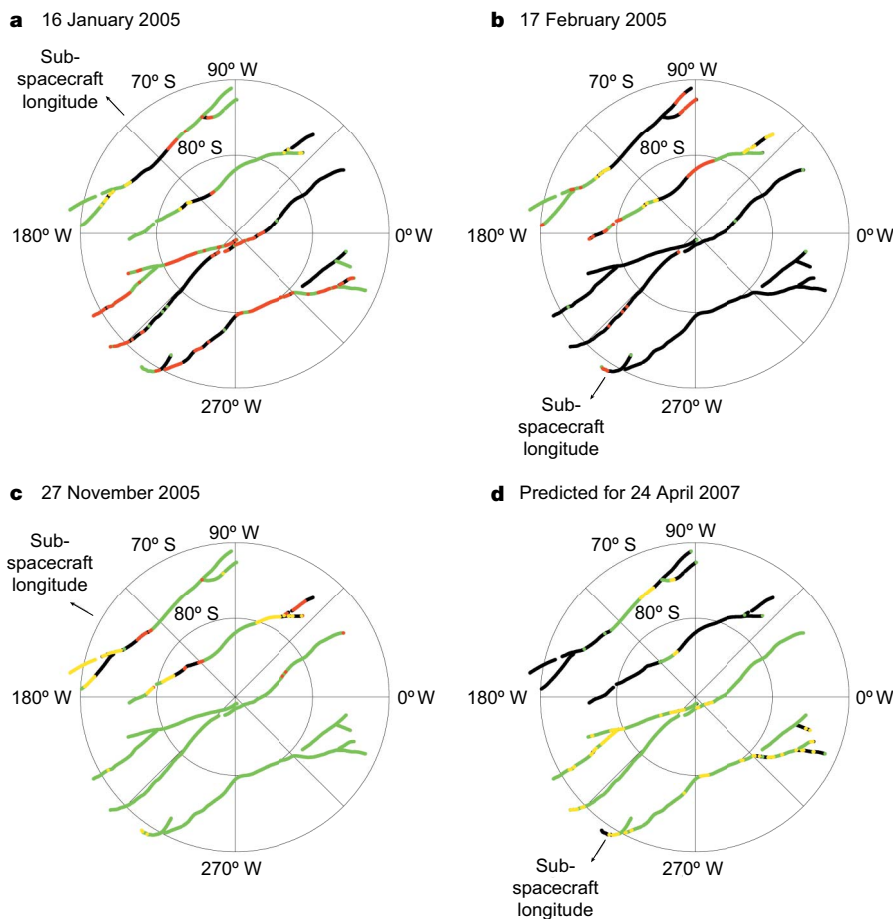 a 16 January 2005
Sub-
spacecraft
longitude
70º S
90º W
80º S
180º W
0º W
270º W
b 17 February 2005
70º S
90º W
80º S
180º W
0º W
270º W
Sub-
spacecraft
longitude
c 27 November 2005
Sub-
spacecraft
longitude
70º S
90º W
80º S
180º W
0º W
270º W
d Predicted for 24 April 2007
70º S
90º W
80º S
180º W
0º W
270º W
Sub-
spacecraft
longitude